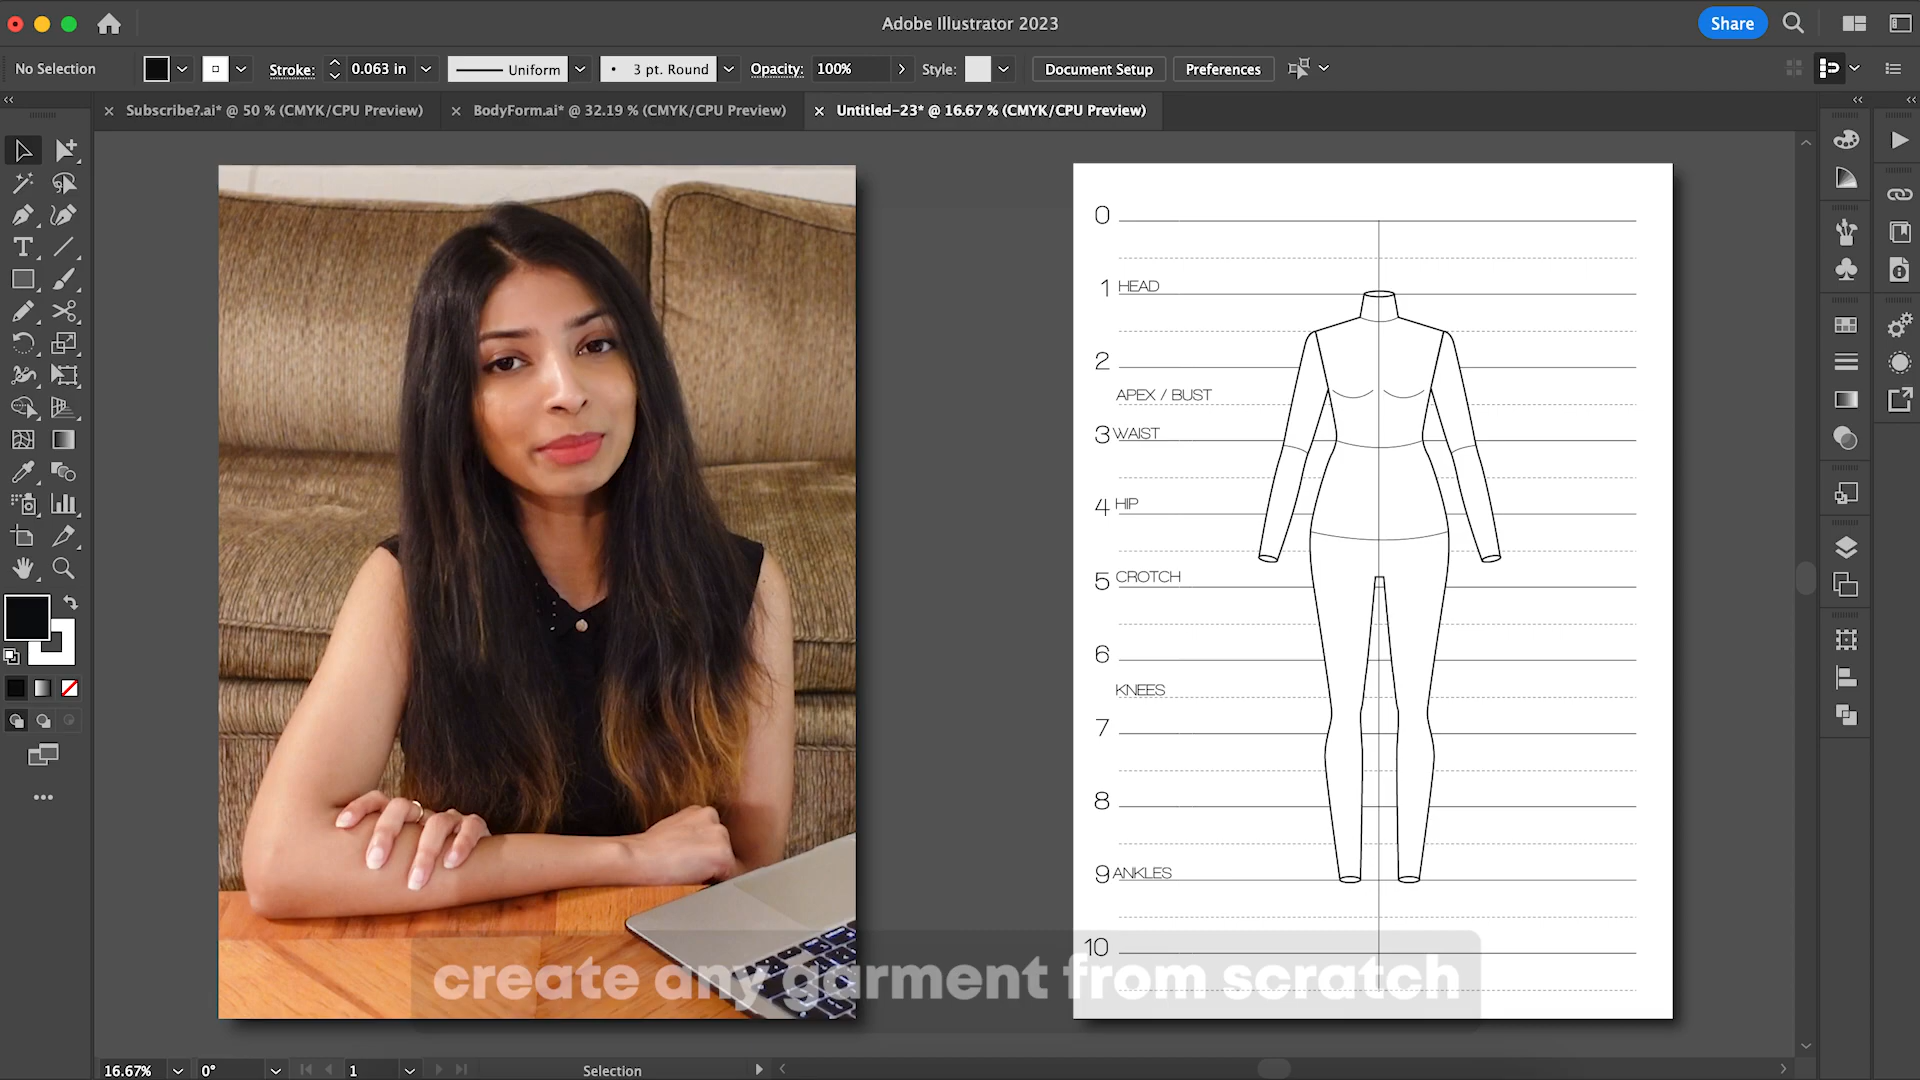 Adobe Illustrator 2023
Share
No Selection
Stroke: 0.063 in Uniform 3 pt. Round Opacity: 100% Style: Document Setup Preferences
Subscribe?.ai* @ 50 % (CMYK/CPU Preview) BodyForm.ai* @ 32.19 % (CMYK/CPU Preview) Untitled-23* @ 16.67 % (CMYK/CPU Preview)
0
1 HEAD
2
APEX / BUST
3 WAIST
4 HIP
5 CROTCH
6
KNEES
7
8
9 ANKLES
10
create any garment from scratch
16.67% 0° 1 Selection